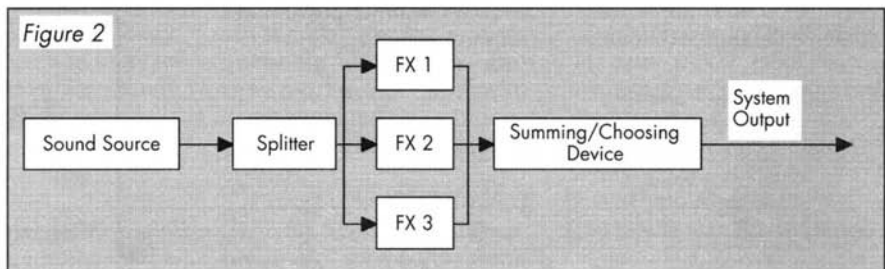 Figure 2
FX 1
System
Output
Sound Source
Splitter
FX 2
Summing/Choosing
Device
FX 3